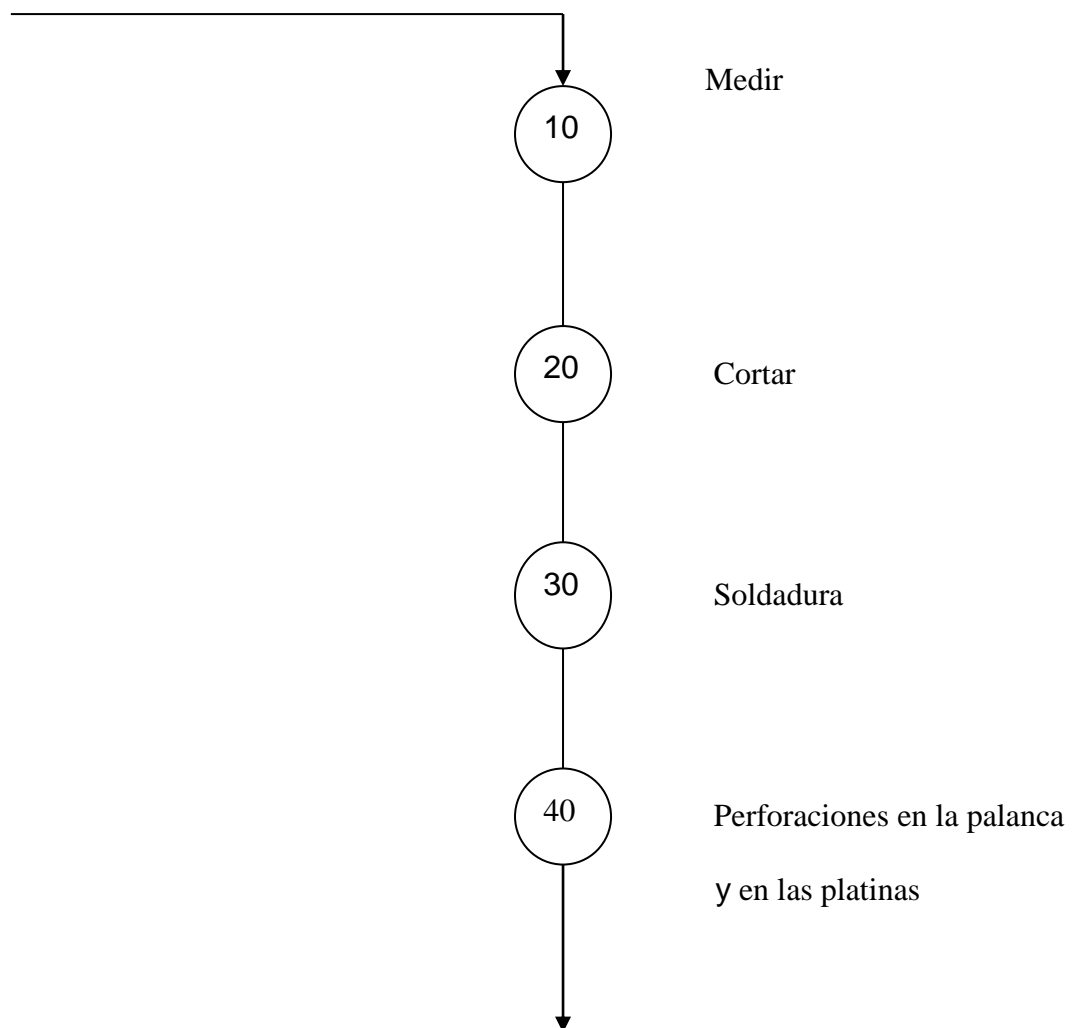 Medir
10
20
Cortar
30
Soldadura
40
Perforaciones en la palanca
y en las platinas